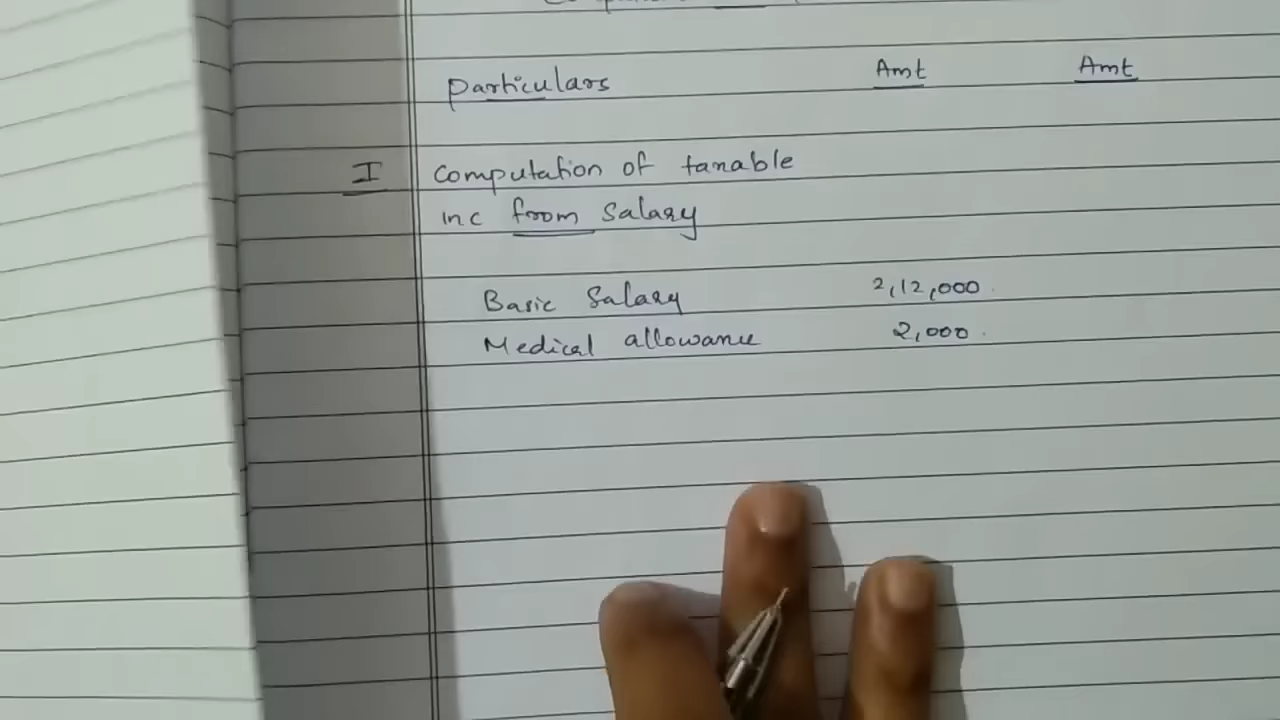 Particulars Amt Amt
I Computation of taxable
inc from salary
Basic Salary 2,12,000
Medical allowance 2,000